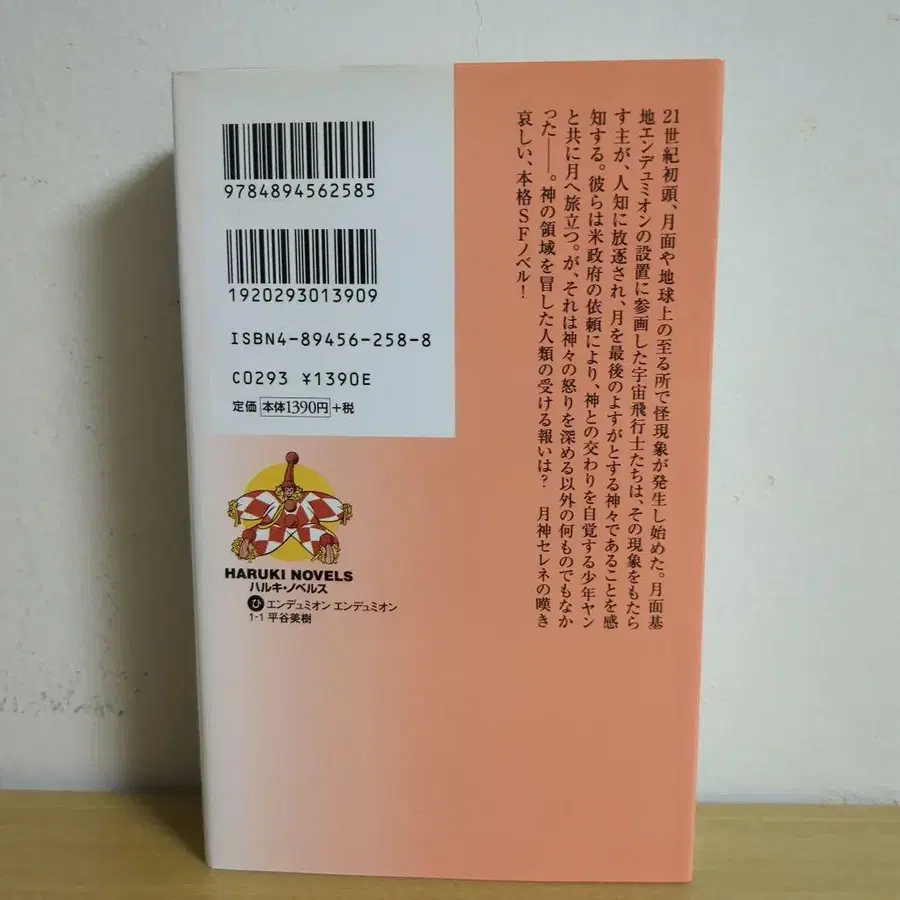 9784894562585
1920293013909
ISBN4-89456-258-8
C0293 ¥1390E
定価 本体1390円 +税
HARUKI NOVELS
ハルキ・ノベルス
ひ エンデュミオン エンデュミオン
1-1 平谷美樹
21世紀初頭、月面や地球上の至る所で怪現象が発生し始めた。月面基
地エンデュミオンの設置に参画した宇宙飛行士たちは、その現象をもたら
す主が、人知に放逐され、月を最後のよすがとする神々であることを感
知する。彼らは米政府の依頼により、神との交わりを自覚する少年ヤン
と共に月へ旅立つ。が、それは神々の怒りを深める以外の何ものでもなか
った――。神の領域を冒した人類の受ける報いは? 月神セレネの嘆き
哀しい、本格SFノベル!